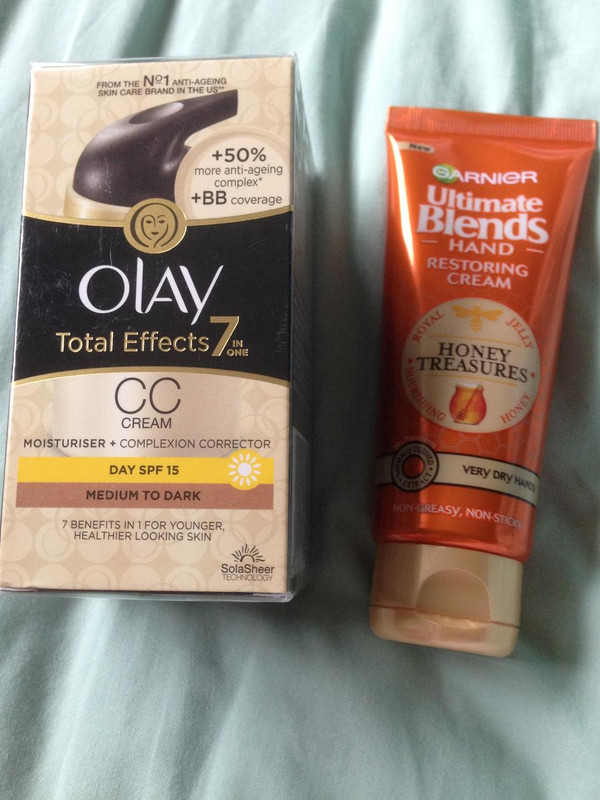 FROM THE Nº1 ANTI-AGEING
SKIN CARE BRAND IN THE US**
+50%
more anti-ageing
complex*
+BB coverage
OLAY
Total Effects 7 IN
ONE
CC
CREAM
MOISTURISER + COMPLEXION CORRECTOR
DAY SPF 15
MEDIUM TO DARK
7 BENEFITS IN 1 FOR YOUNGER,
HEALTHIER LOOKING SKIN
SolaSheer
TECHNOLOGY
New
GARNIER
Ultimate
Blends
HAND
RESTORING
CREAM
ROYAL JELLY
HONEY
TREASURES
NOURISHING HONEY
VERY DRY HANDS
NON-GREASY, NON-STICKY